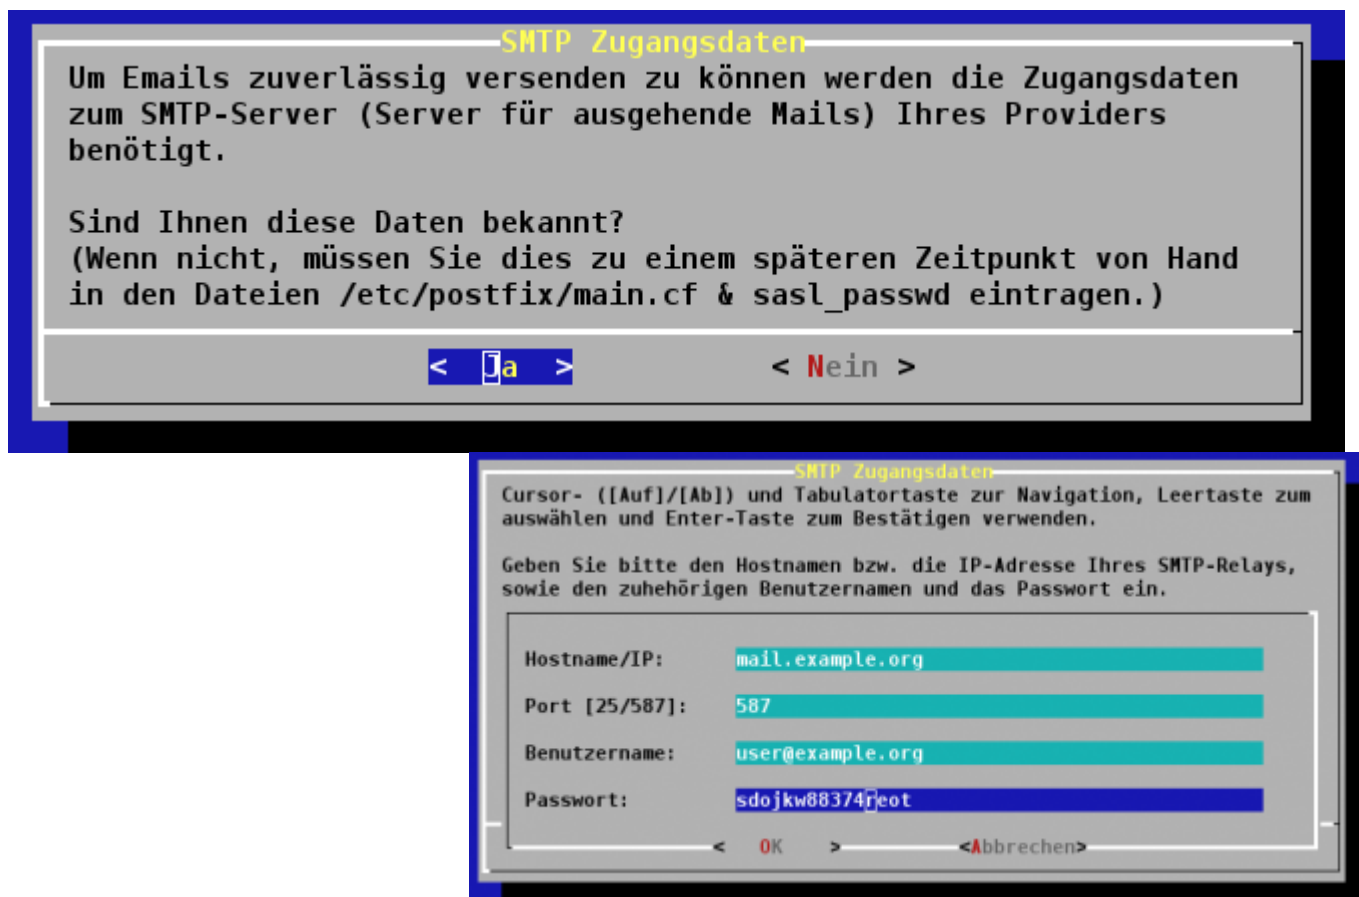 SMTP Zugangsdaten
Um Emails zuverlässig versenden zu können werden die Zugangsdaten
zum SMTP-Server (Server für ausgehende Mails) Ihres Providers
benötigt.
Sind Ihnen diese Daten bekannt?
(Wenn nicht, müssen Sie dies zu einem späteren Zeitpunkt von Hand
in den Dateien /etc/postfix/main.cf & sasl_passwd eintragen.)
< Ja > < Nein >
SMTP Zugangsdaten
Cursor- ([Auf]/[Ab]) und Tabulatortaste zur Navigation, Leertaste zum
auswählen und Enter-Taste zum Bestätigen verwenden.
Geben Sie bitte den Hostnamen bzw. die IP-Adresse Ihres SMTP-Relays,
sowie den zuhehörigen Benutzernamen und das Passwort ein.
Hostname/IP: mail.example.org
Port [25/587]: 587
Benutzername: user@example.org
Passwort: sdojkw88374reot
< OK > <Abbrechen>